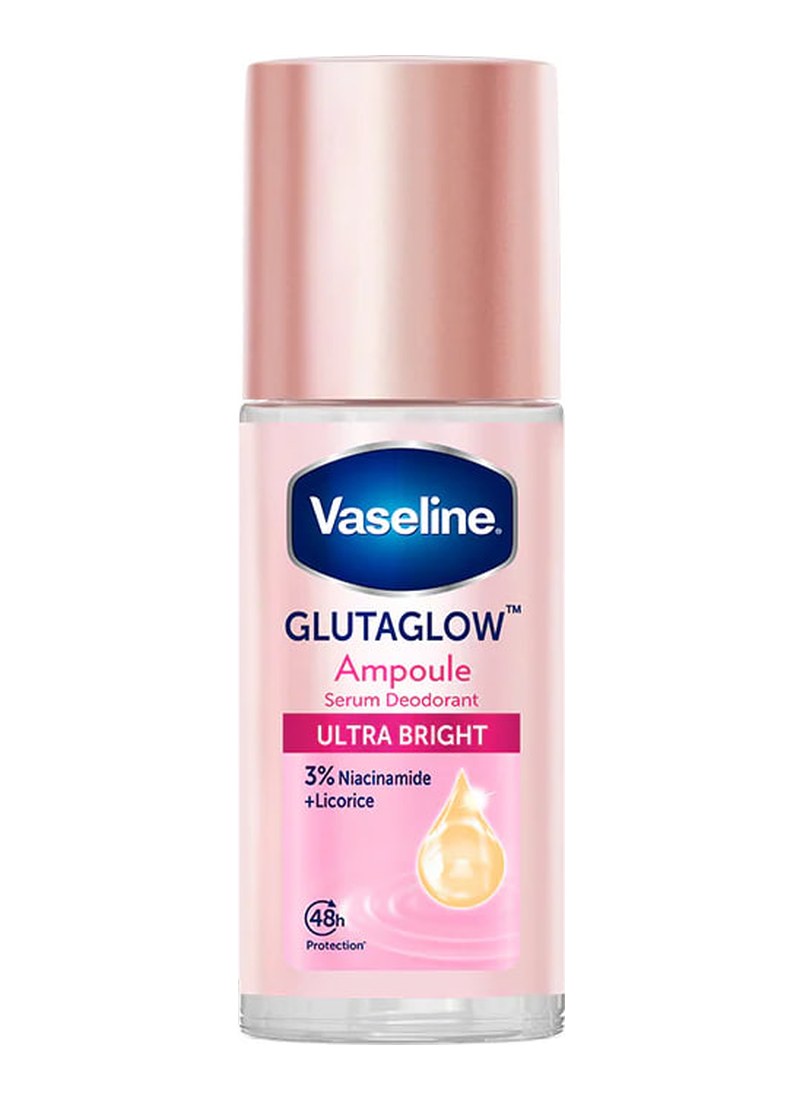 Vaseline®
GLUTAGLOW™
Ampoule
Serum Deodorant
ULTRA BRIGHT
3% Niacinamide
+Licorice
48h
Protection*